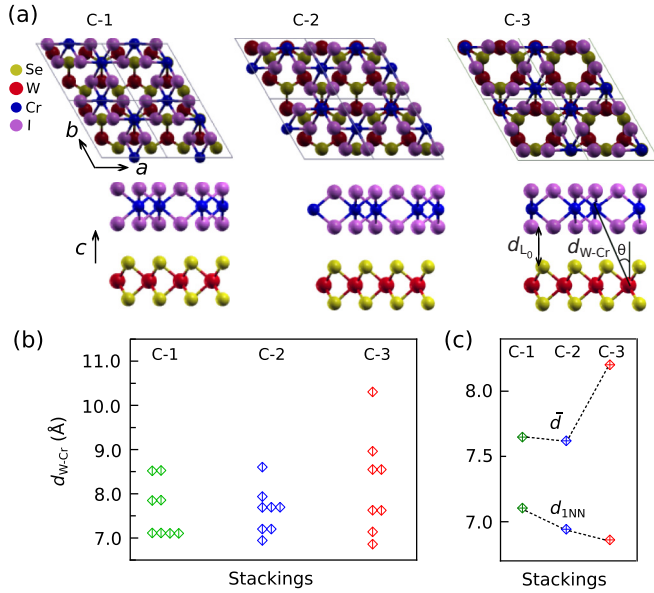 (a)
C-1 C-2 C-3
Se
W
Cr
I
b
a
c
d_L₀ d_W-Cr θ
(b)
C-1 C-2 C-3
11.0
10.0
9.0
8.0
7.0
d_W-Cr (Å)
Stackings
(c)
C-1 C-2 C-3
8.0
7.5
7.0
d̄
d_1NN
Stackings